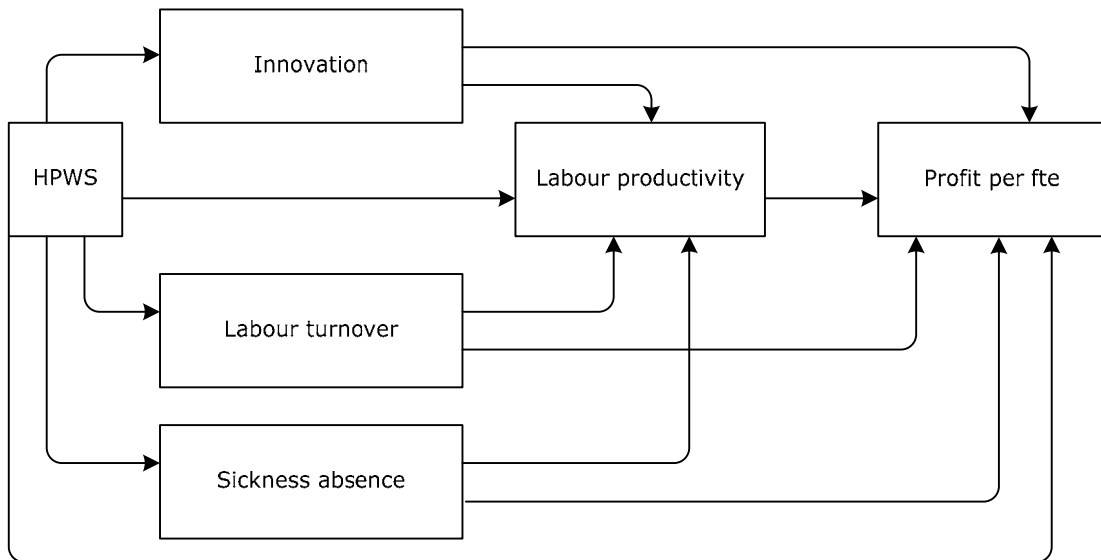 Innovation
HPWS
Labour productivity
Profit per fte
Labour turnover
Sickness absence